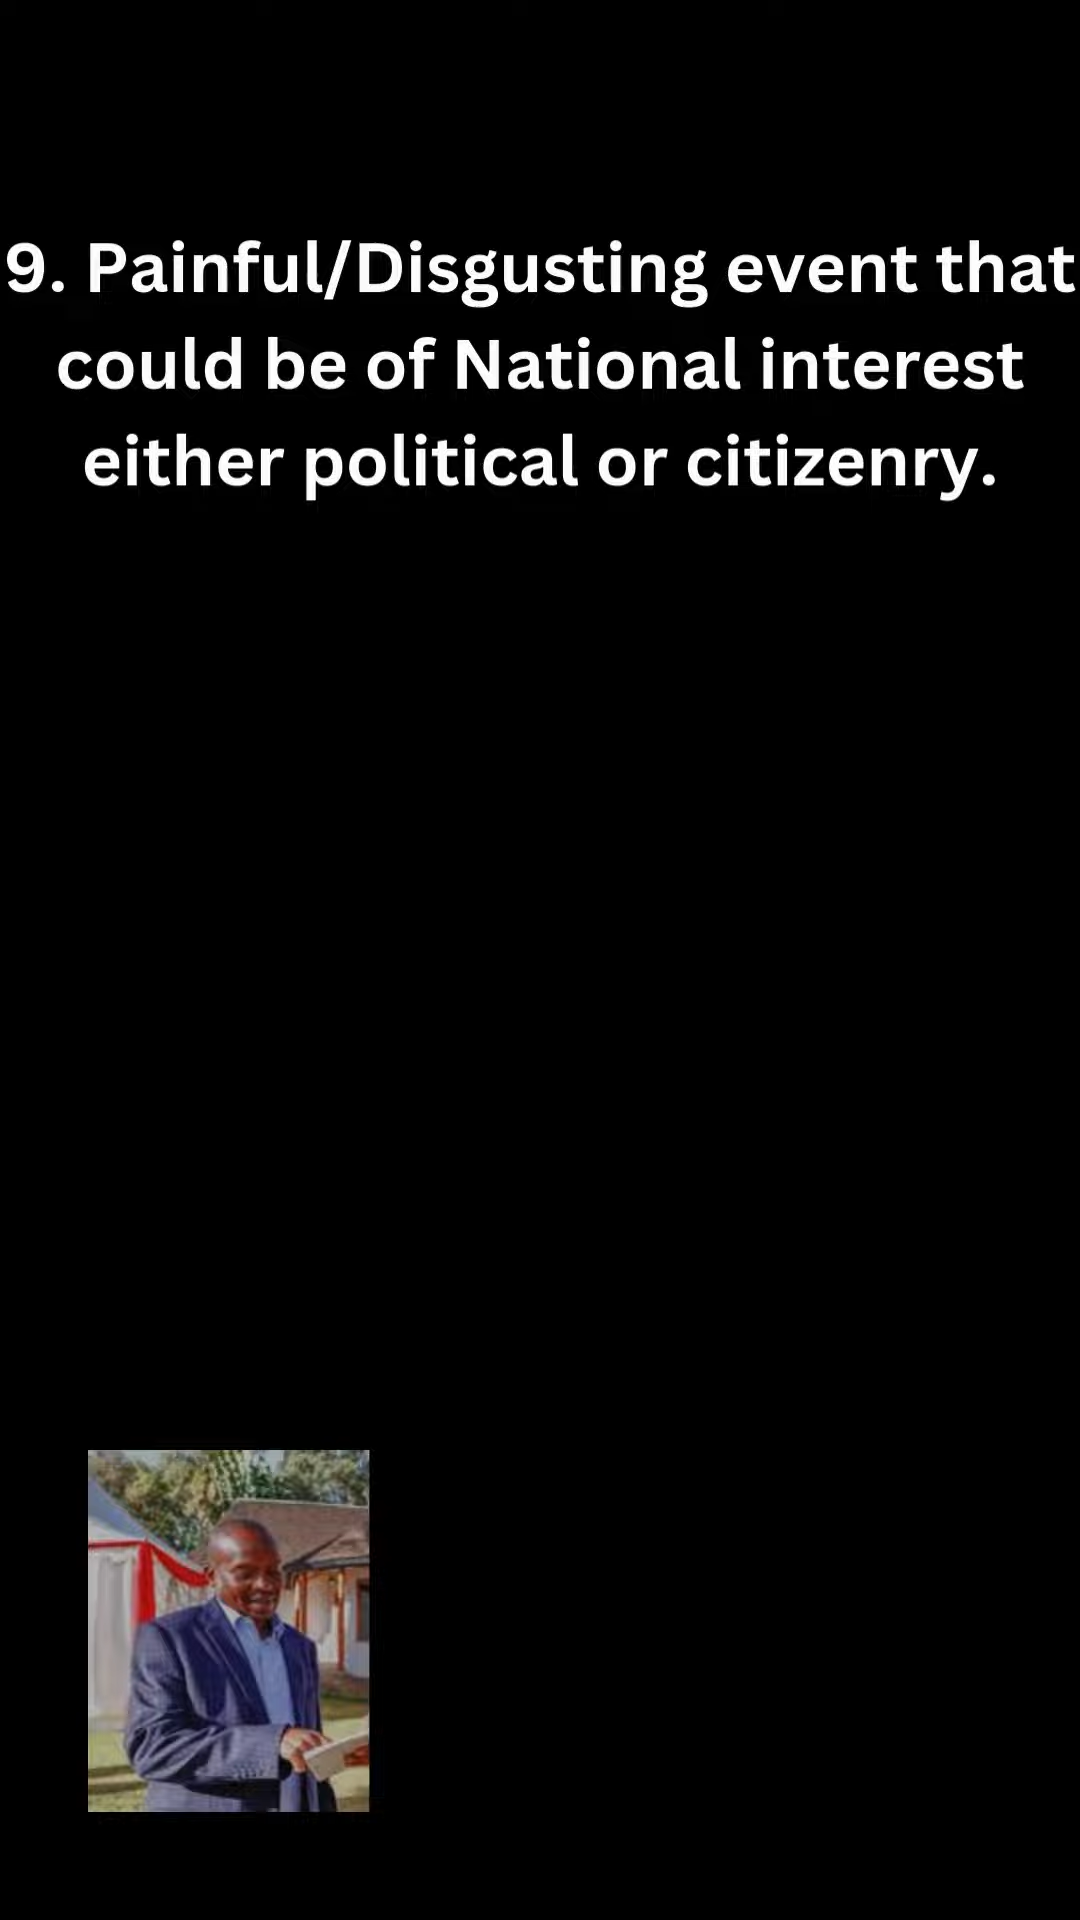 9. Painful/Disgusting event that
could be of National interest
either political or citizenry.